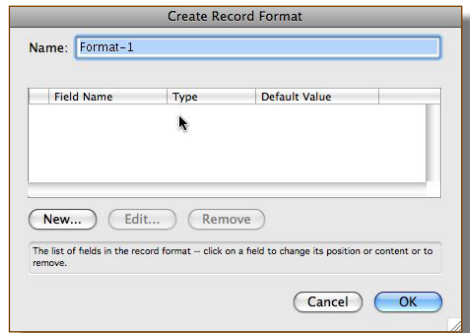 Create Record Format
Name: Format-1
Field Name Type Default Value
New... Edit... Remove
The list of fields in the record format -- click on a field to change its position or content or to
remove.
Cancel OK